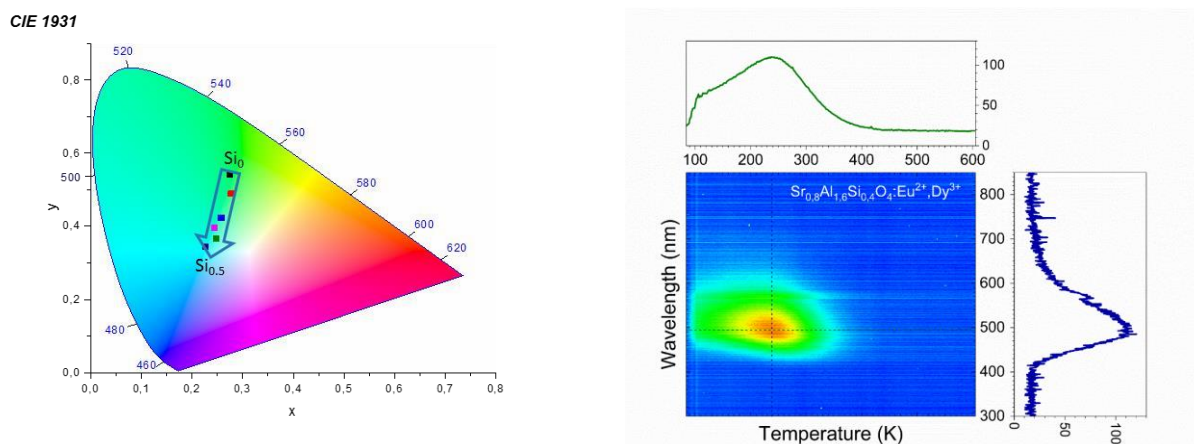 CIE 1931
520
0,8
540
Si₀
560
0,6
500
580
y
0,4
600
620
Si₀.₅
0,2
480
460
0,0
0,0 0,1 0,2 0,3 0,4 0,5 0,6 0,7 0,8
x
100
50
0
100 200 300 400 500 600
Sr₀,₈Al₁,₆Si₀,₄O₄:Eu²⁺,Dy³⁺
Wavelength (nm)
800
700
600
500
400
300
0 50 100
Temperature (K)